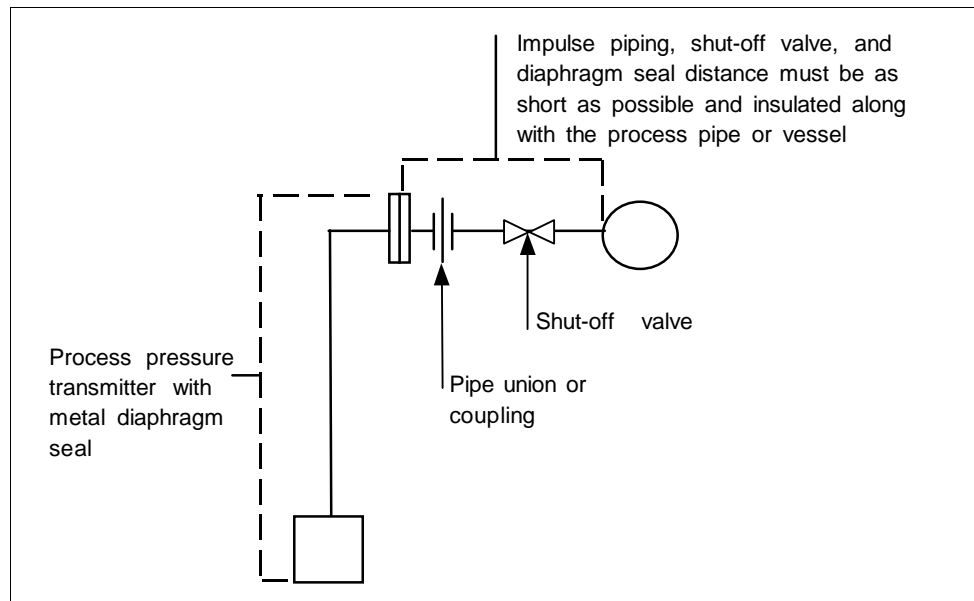 Impulse piping, shut-off valve, and
diaphragm seal distance must be as
short as possible and insulated along
with the process pipe or vessel
Shut-off valve
Process pressure
transmitter with
metal diaphragm
seal
Pipe union or
coupling